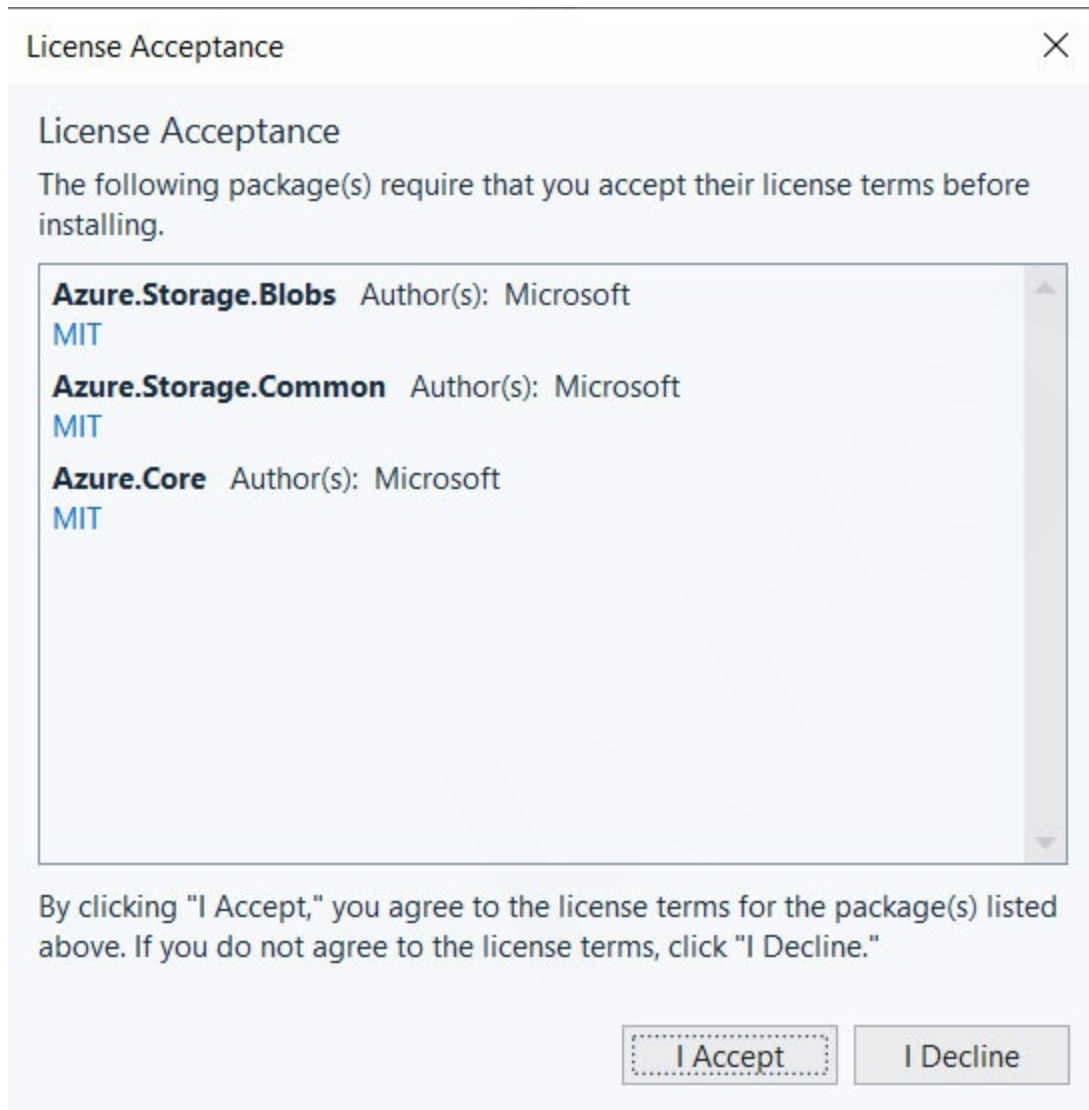 License Acceptance
License Acceptance
The following package(s) require that you accept their license terms before
installing.
Azure.Storage.Blobs Author(s): Microsoft
MIT
Azure.Storage.Common Author(s): Microsoft
MIT
Azure.Core Author(s): Microsoft
MIT
By clicking "I Accept," you agree to the license terms for the package(s) listed
above. If you do not agree to the license terms, click "I Decline."
I Accept I Decline